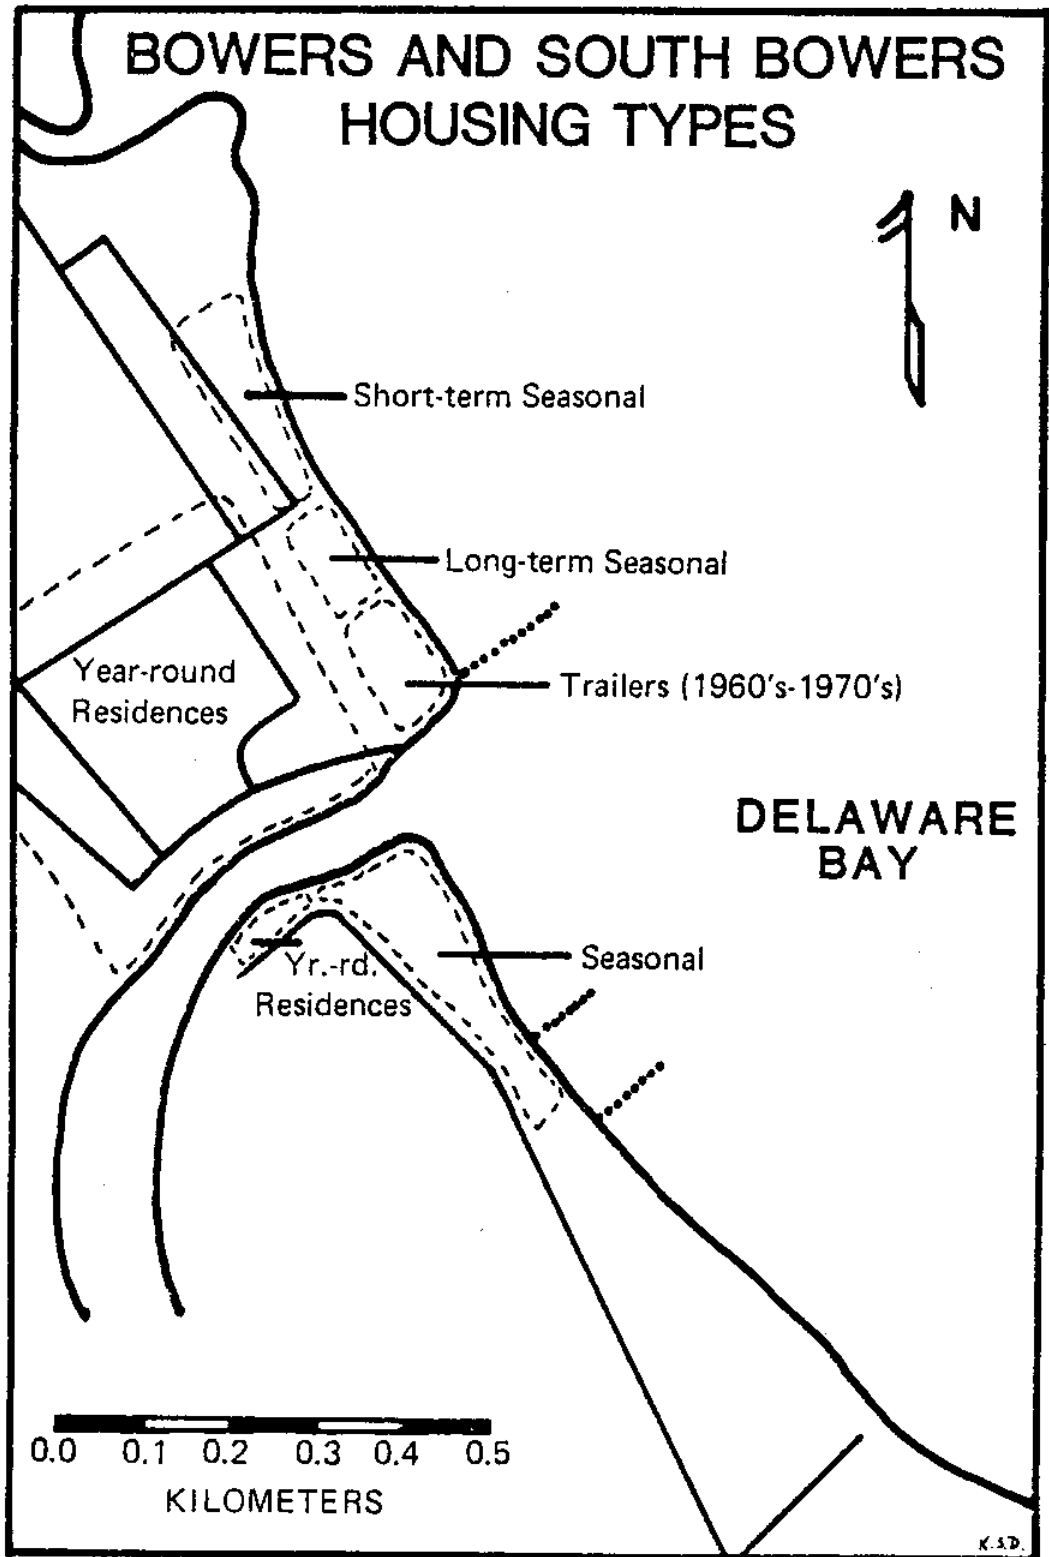 BOWERS AND SOUTH BOWERS
HOUSING TYPES
N
Short-term Seasonal
Long-term Seasonal
Year-round
Residences
Trailers (1960's-1970's)
DELAWARE
BAY
Seasonal
Yr.-rd.
Residences
0.0 0.1 0.2 0.3 0.4 0.5
KILOMETERS
K.S.D.